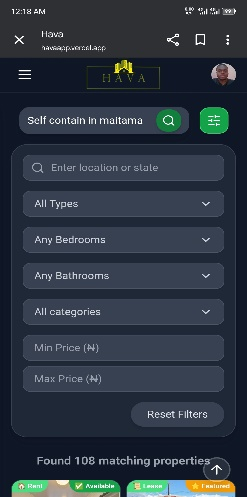 12:18 AM
Hava
havaapp.vercel.app
HAVA
Self contain in maitama
Enter location or state
All Types
Any Bedrooms
Any Bathrooms
All categories
Min Price (₦)
Max Price (₦)
Reset Filters
Found 108 matching properties
Rent
Available
Lease
Featured